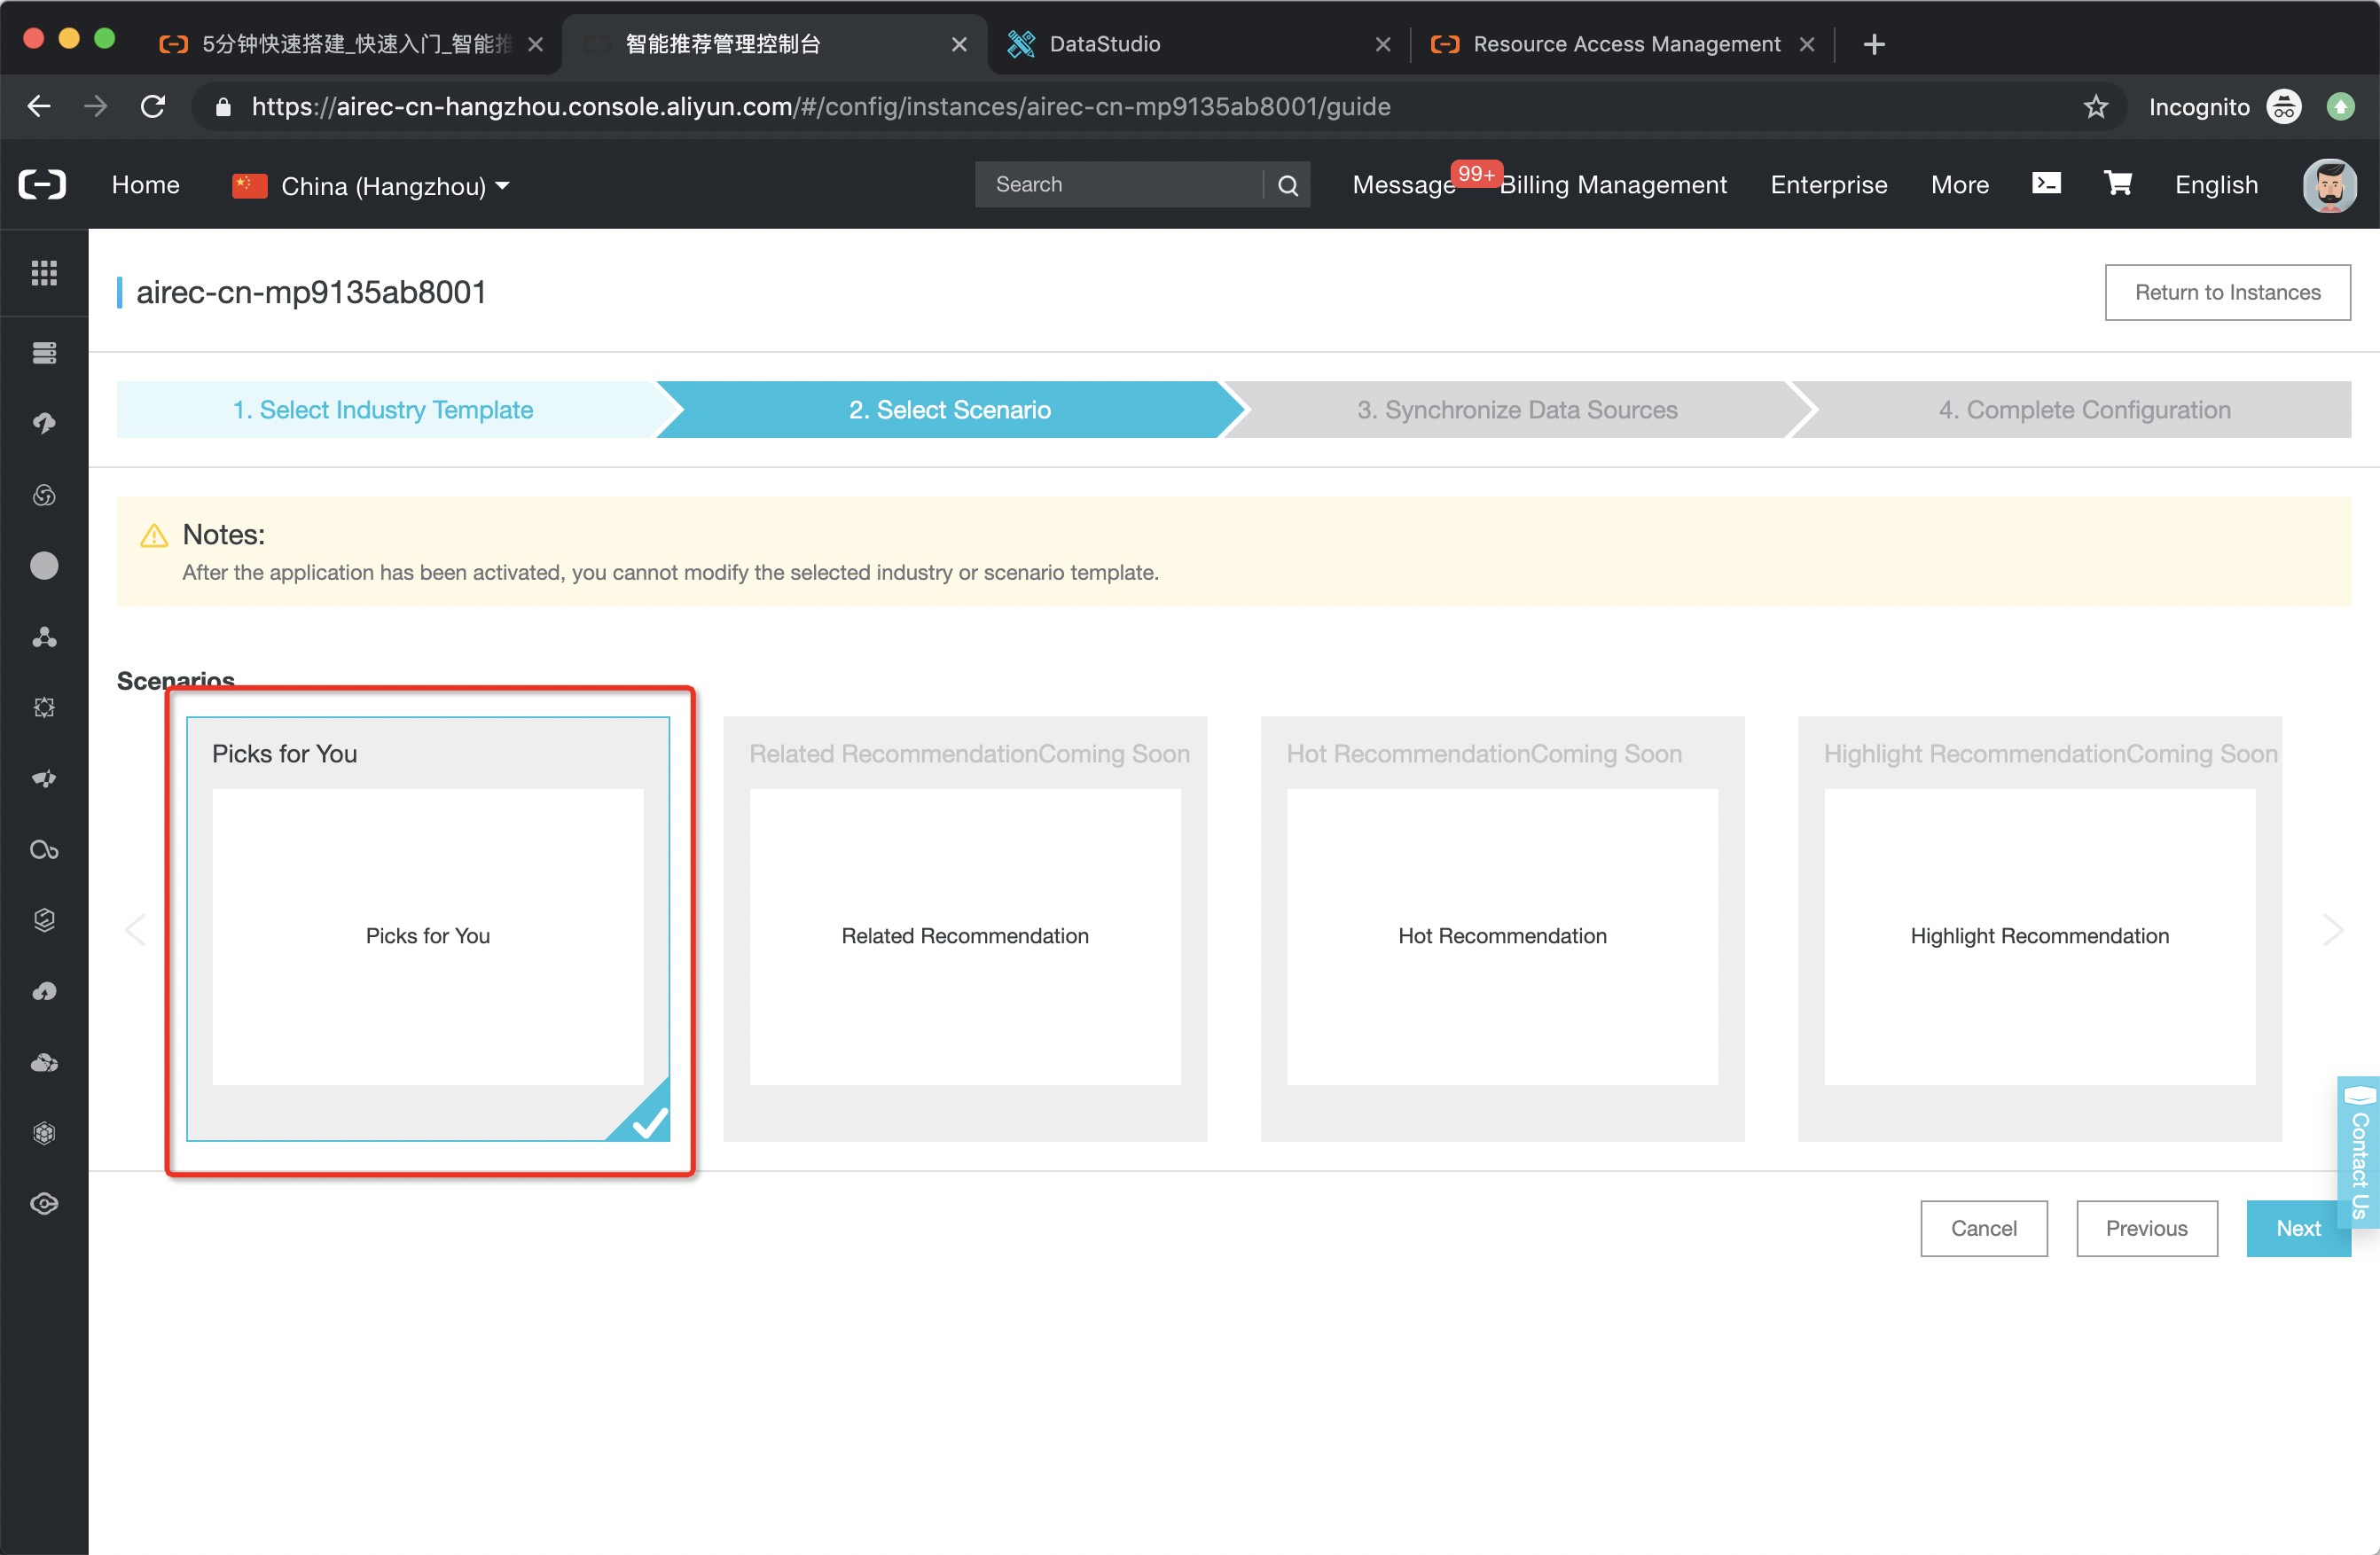 5分钟快速搭建_快速入门_智能推
智能推荐管理控制台
DataStudio
Resource Access Management
https://airec-cn-hangzhou.console.aliyun.com/#/config/instances/airec-cn-mp9135ab8001/guide
Incognito
Home
China (Hangzhou)
Search
Message
99+
Billing Management
Enterprise
More
English
airec-cn-mp9135ab8001
Return to Instances
1. Select Industry Template
2. Select Scenario
3. Synchronize Data Sources
4. Complete Configuration
Notes:
After the application has been activated, you cannot modify the selected industry or scenario template.
Scenarios
Picks for You
Related RecommendationComing Soon
Hot RecommendationComing Soon
Highlight RecommendationComing Soon
Picks for You
Related Recommendation
Hot Recommendation
Highlight Recommendation
Contact Us
Cancel
Previous
Next